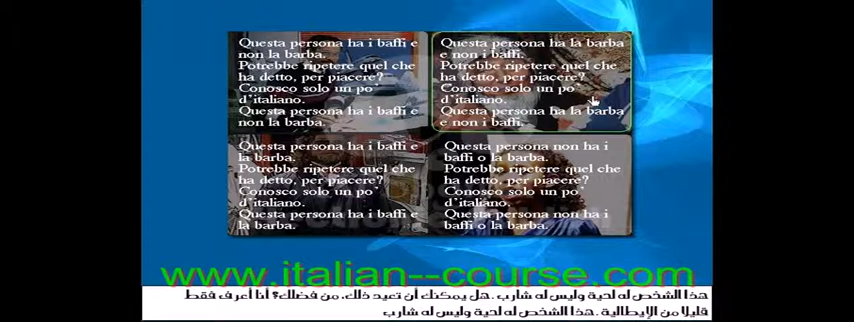 Questa persona ha i baffi e
non la barba.
Potrebbe ripetere quel che
ha detto, per piacere?
Conosco solo un po'
d'italiano.
Questa persona ha i baffi e
non la barba.
Questa persona ha la barba
e non i baffi.
Potrebbe ripetere quel che
ha detto, per piacere?
Conosco solo un po'
d'italiano.
Questa persona ha la barba
e non i baffi.
Questa persona ha i baffi e
la barba.
Potrebbe ripetere quel che
ha detto, per piacere?
Conosco solo un po'
d'italiano.
Questa persona ha i baffi e
la barba.
Questa persona non ha i
baffi o la barba.
Potrebbe ripetere quel che
ha detto, per piacere?
Conosco solo un po'
d'italiano.
Questa persona non ha i
baffi o la barba.
www.italian--course.com
هذا الشخص له لحية وليس له شارب. هل يمكنك أن تعيد ذلك، من فضلك؟ أنا أعرف فقط
قليلا من الإيطالية. هذا الشخص له لحية وليس له شارب